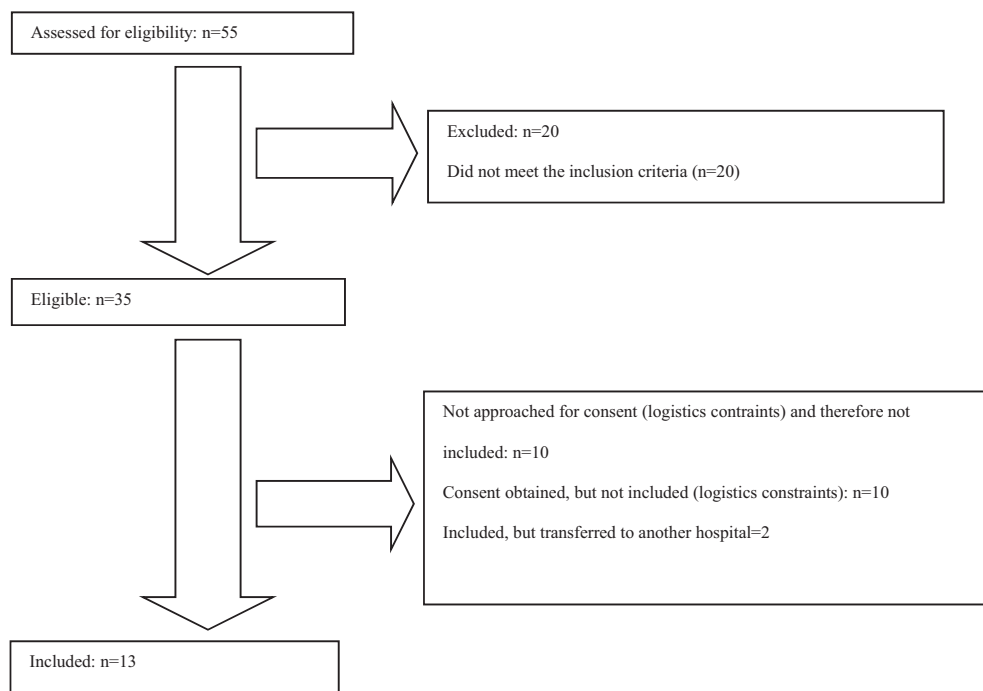 Assessed for eligibility: n=55
Excluded: n=20
Did not meet the inclusion criteria (n=20)
Eligible: n=35
Not approached for consent (logistics contraints) and therefore not
included: n=10
Consent obtained, but not included (logistics constraints): n=10
Included, but transferred to another hospital=2
Included: n=13